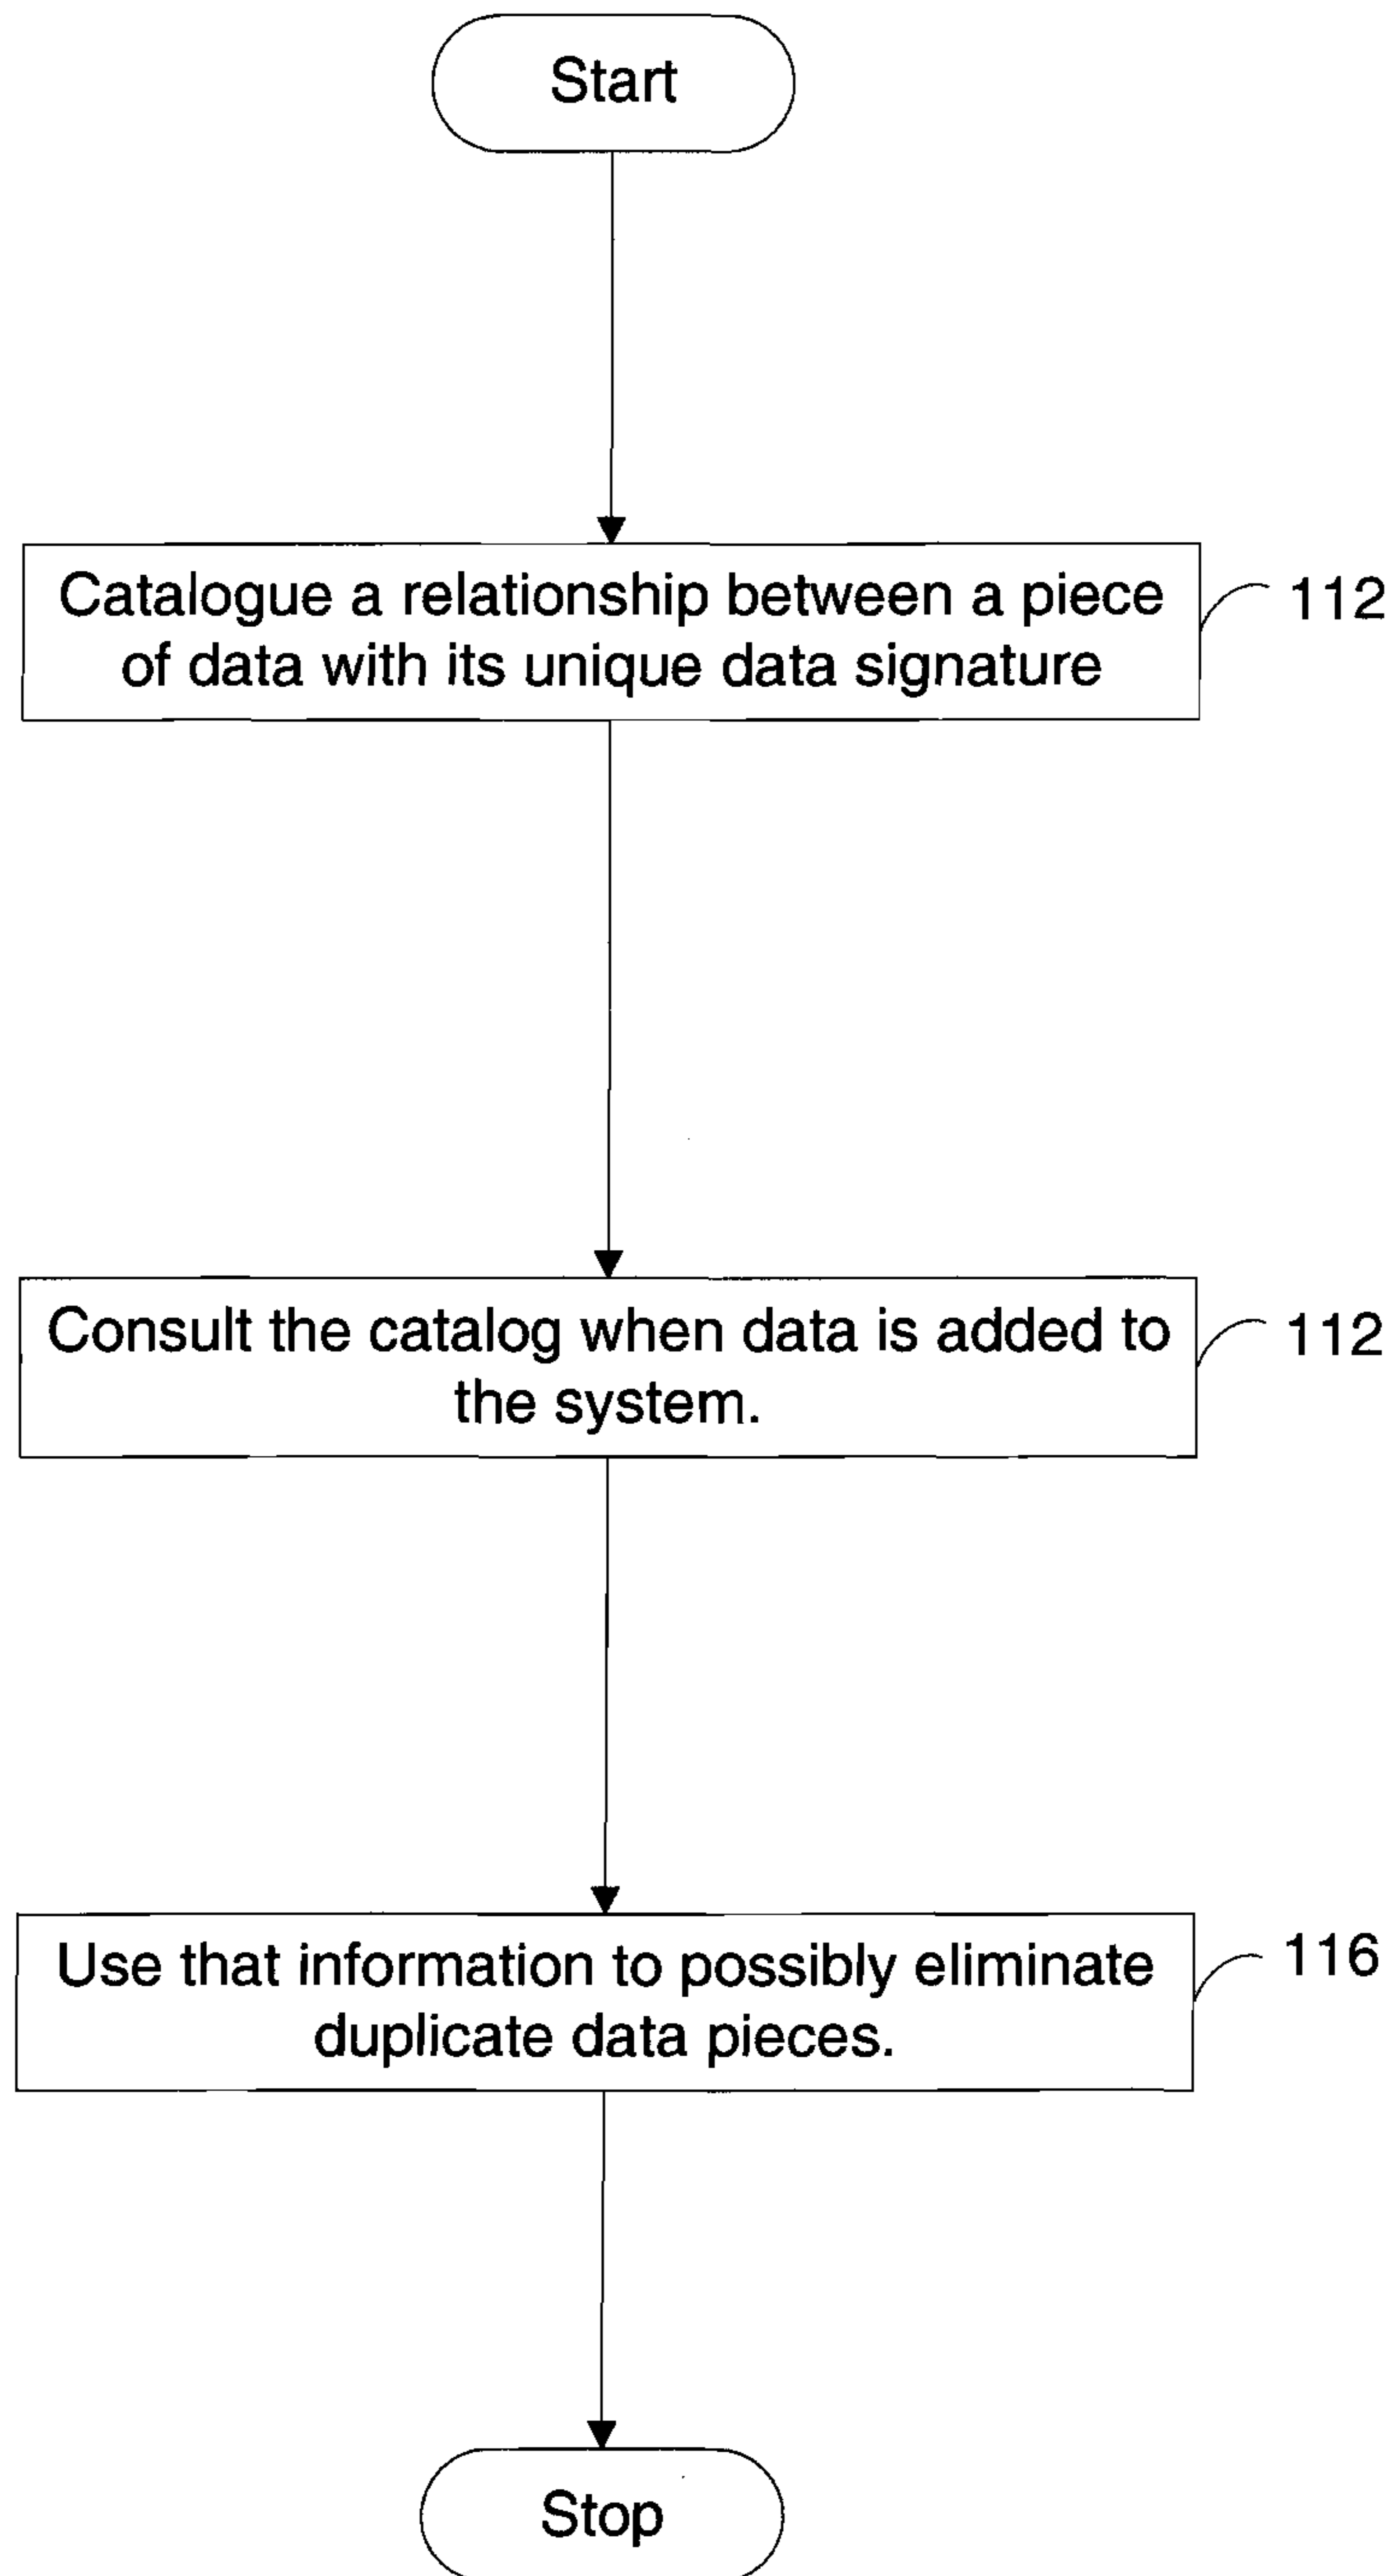 Start
Catalogue a relationship between a piece
of data with its unique data signature
112
Consult the catalog when data is added to
the system.
112
Use that information to possibly eliminate
duplicate data pieces.
116
Stop